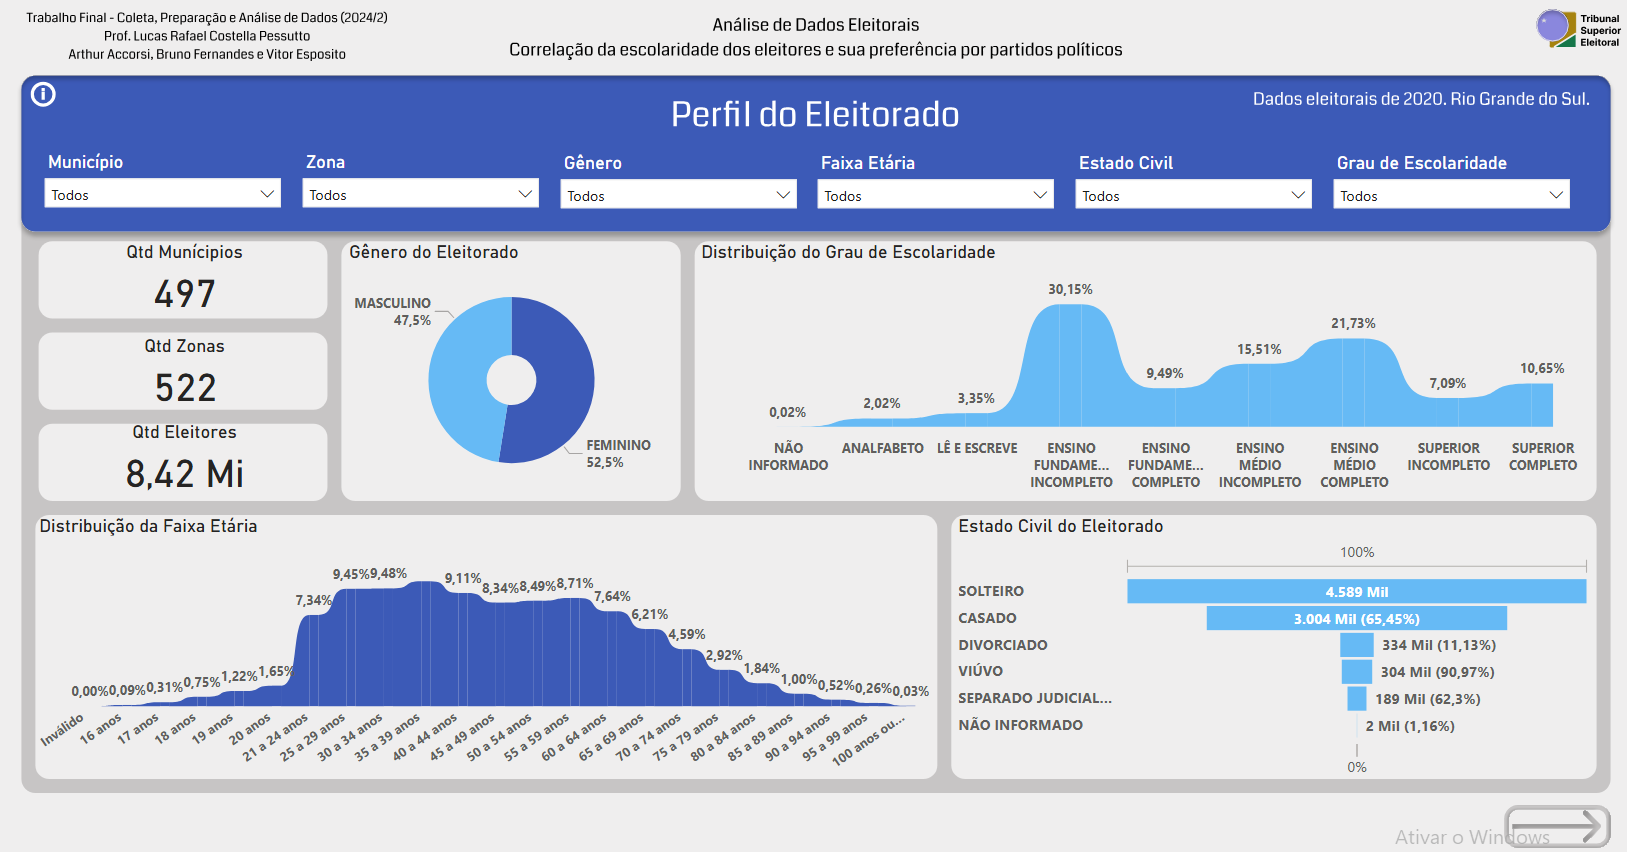 Trabalho Final - Coleta, Preparação e Análise de Dados (2024/2)
Prof. Lucas Rafael Costella Pessutto
Arthur Accorsi, Bruno Fernandes e Vitor Esposito
Análise de Dados Eleitorais
Correlação da escolaridade dos eleitores e sua preferência por partidos políticos
Tribunal
Superior
Eleitoral
Perfil do Eleitorado
Dados eleitorais de 2020. Rio Grande do Sul.
Município
Todos
Zona
Todos
Gênero
Todos
Faixa Etária
Todos
Estado Civil
Todos
Grau de Escolaridade
Todos
Qtd Munícipios
497
Qtd Zonas
522
Qtd Eleitores
8,42 Mi
Gênero do Eleitorado
MASCULINO
47,5%
FEMININO
52,5%
Distribuição do Grau de Escolaridade
0,02%
2,02%
3,35%
30,15%
9,49%
15,51%
21,73%
7,09%
10,65%
NÃO
INFORMADO
ANALFABETO
LÊ E ESCREVE
ENSINO
FUNDAME...
INCOMPLETO
ENSINO
FUNDAME...
COMPLETO
ENSINO
MÉDIO
INCOMPLETO
ENSINO
MÉDIO
COMPLETO
SUPERIOR
INCOMPLETO
SUPERIOR
COMPLETO
Distribuição da Faixa Etária
0,00%
0,09%
0,31%
0,75%
1,22%
1,65%
7,34%
9,45%
9,48%
9,11%
8,34%
8,49%
8,71%
7,64%
6,21%
4,59%
2,92%
1,84%
1,00%
0,52%
0,26%
0,03%
Inválido
16 anos
17 anos
18 anos
19 anos
20 anos
21 a 24 anos
25 a 29 anos
30 a 34 anos
35 a 39 anos
40 a 44 anos
45 a 49 anos
50 a 54 anos
55 a 59 anos
60 a 64 anos
65 a 69 anos
70 a 74 anos
75 a 79 anos
80 a 84 anos
85 a 89 anos
90 a 94 anos
95 a 99 anos
100 anos ou...
Estado Civil do Eleitorado
100%
SOLTEIRO
4.589 Mil
CASADO
3.004 Mil (65,45%)
DIVORCIADO
334 Mil (11,13%)
VIÚVO
304 Mil (90,97%)
SEPARADO JUDICIAL...
189 Mil (62,3%)
NÃO INFORMADO
2 Mil (1,16%)
0%
Ativar o Windows